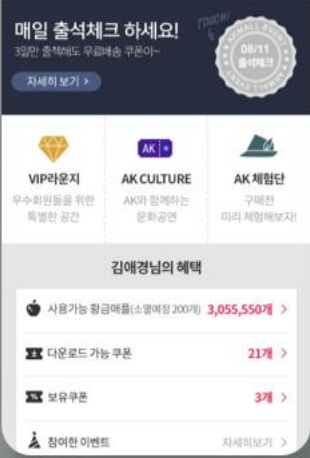 매일 출석체크 하세요!
3일만 출첵해도 무료배송 쿠폰이~
자세히 보기 >
TOUCH!
AKMALL EVENT
08/11
출석체크
VIP라운지
우수회원들을 위한
특별한 공간
AK ★
AK CULTURE
AK와 함께하는
문화공연
AK 체험단
구매전
미리 체험해보자!
김애경님의 혜택
사용가능 황금애플(소멸예정 200개) 3,055,550개 >
다운로드 가능 쿠폰 21개 >
보유쿠폰 3개 >
참여한 이벤트 자세히보기 >